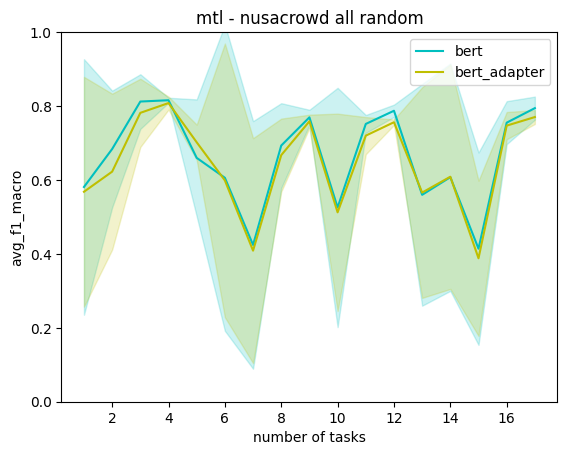 mtl - nusacrowd all random
avg_f1_macro
1.0
0.8
0.6
0.4
0.2
0.0
bert
bert_adapter
2 4 6 8 10 12 14 16
number of tasks